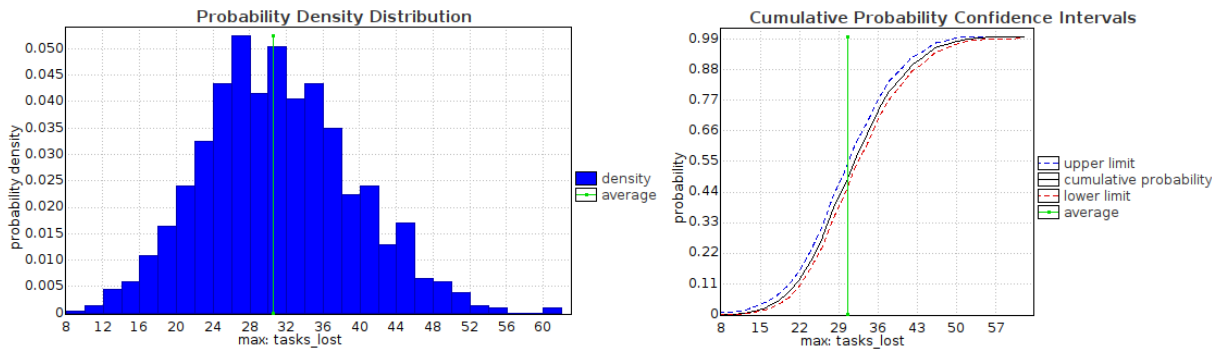 Probability Density Distribution
0.050
0.045
0.040
0.035
0.030
0.025
0.020
0.015
0.010
0.005
0
probability density
8 12 16 20 24 28 32 36 40 44 48 52 56 60
max: tasks_lost
density
average
Cumulative Probability Confidence Intervals
0.99
0.88
0.77
0.66
0.55
0.44
0.33
0.22
0.11
0
probability
8 15 22 29 36 43 50 57
max: tasks_lost
upper limit
cumulative probability
lower limit
average